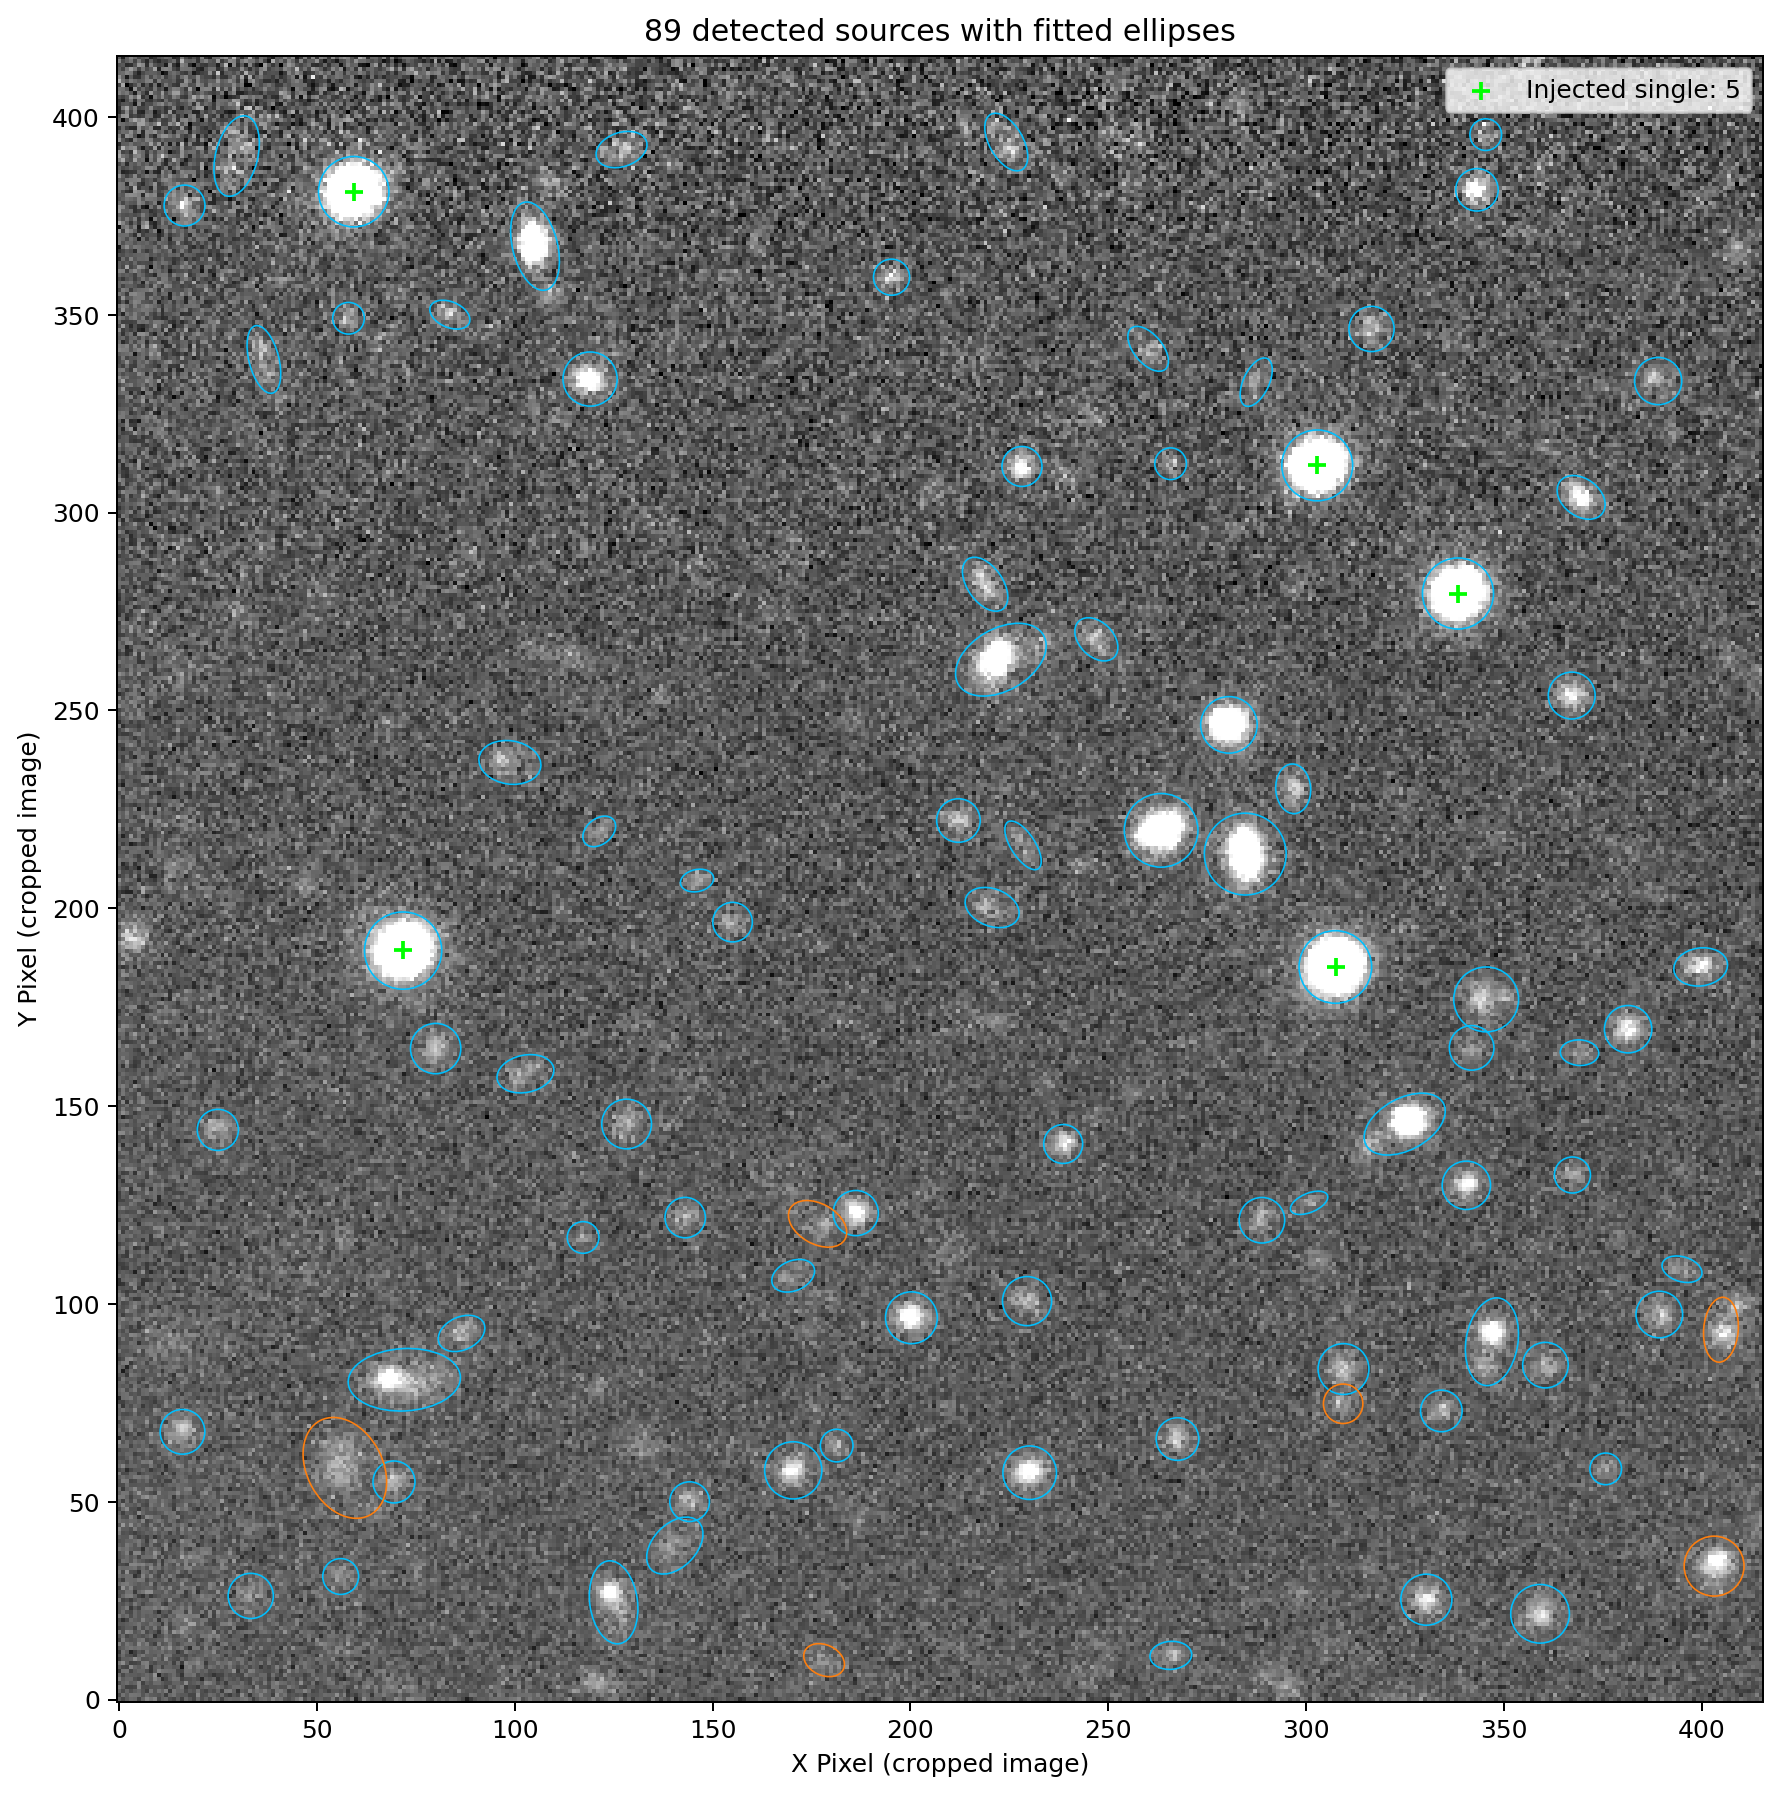 89 detected sources with fitted ellipses
Injected single: 5
400
350
300
250
200
150
100
50
0
Y Pixel (cropped image)
0 50 100 150 200 250 300 350 400
X Pixel (cropped image)